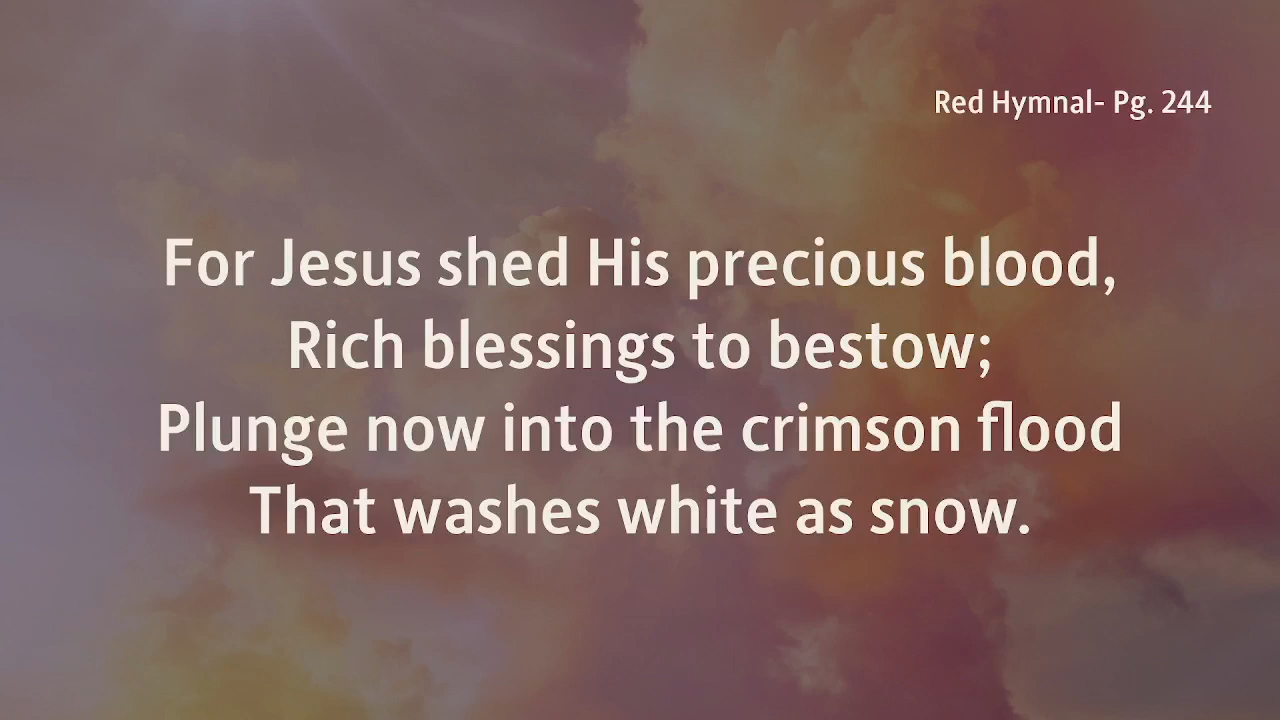 Red Hymnal- Pg. 244
For Jesus shed His precious blood,
Rich blessings to bestow;
Plunge now into the crimson flood
That washes white as snow.